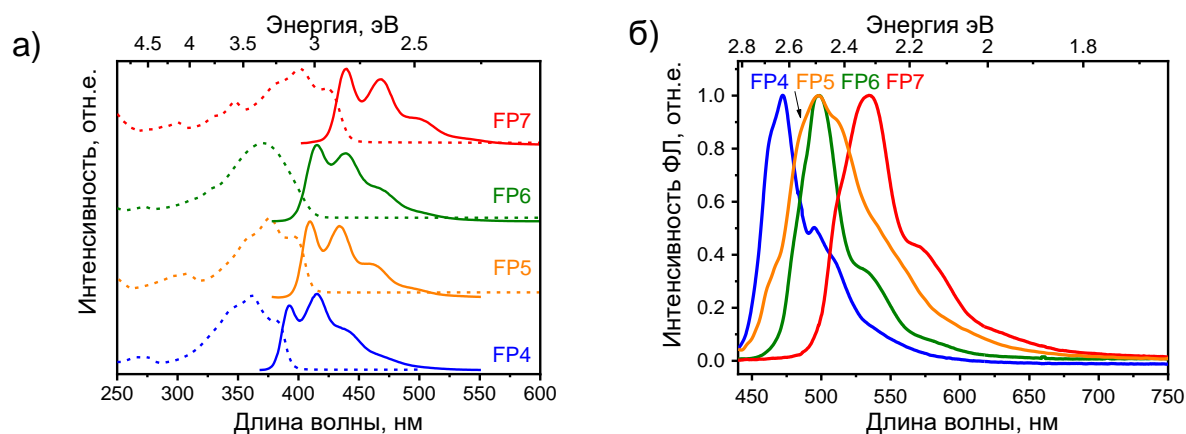 а)
Энергия, эВ
4.5 4 3.5 3 2.5
Интенсивность, отн.е.
FP7
FP6
FP5
FP4
250 300 350 400 450 500 550 600
Длина волны, нм
б)
Энергия эВ
2.8 2.6 2.4 2.2 2 1.8
FP4 FP5 FP6 FP7
Интенсивность ФЛ, отн.е.
1.0
0.8
0.6
0.4
0.2
0.0
450 500 550 600 650 700 750
Длина волны, нм